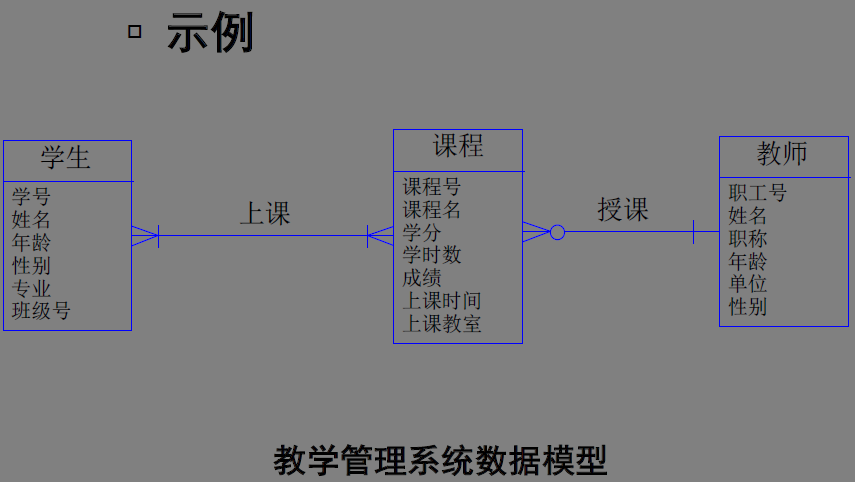 示例
学生
学号
姓名
年龄
性别
专业
班级号
上课
课程
课程号
课程名
学分
学时数
成绩
上课时间
上课教室
授课
教师
职工号
姓名
职称
年龄
单位
性别
教学管理系统数据模型